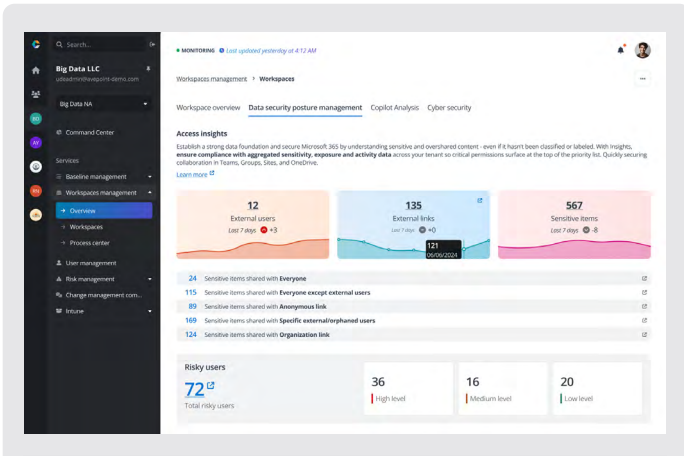 Search...
MONITORING Last updated yesterday at 4:12 AM
Big Data LLC
udeadmin@avepoint-demo.com
Big Data NA
BD
AY
RN
Command Center
Services
Baseline management
Workspaces management
Overview
Workspaces
Process center
User management
Risk management
Change management com...
Intune
Workspaces management > Workspaces
Workspace overview Data security posture management Copilot Analysis Cyber security
Access insights
Establish a strong data foundation and secure Microsoft 365 by understanding sensitive and overshared content - even if it hasn't been classified or labeled. With Insights,
ensure compliance with aggregated sensitivity, exposure and activity data across your tenant so critical permissions surface at the top of the priority list. Quickly securing
collaboration in Teams, Groups, Sites, and OneDrive.
Learn more
12
External users
Last 7 days +3
135
External links
Last 7 days +0
121
06/06/2024
567
Sensitive items
Last 7 days -8
24 Sensitive items shared with Everyone
115 Sensitive items shared with Everyone except external users
89 Sensitive items shared with Anonymous link
169 Sensitive items shared with Specific external/orphaned users
124 Sensitive items shared with Organization link
Risky users
72
Total risky users
36
High level
16
Medium level
20
Low level